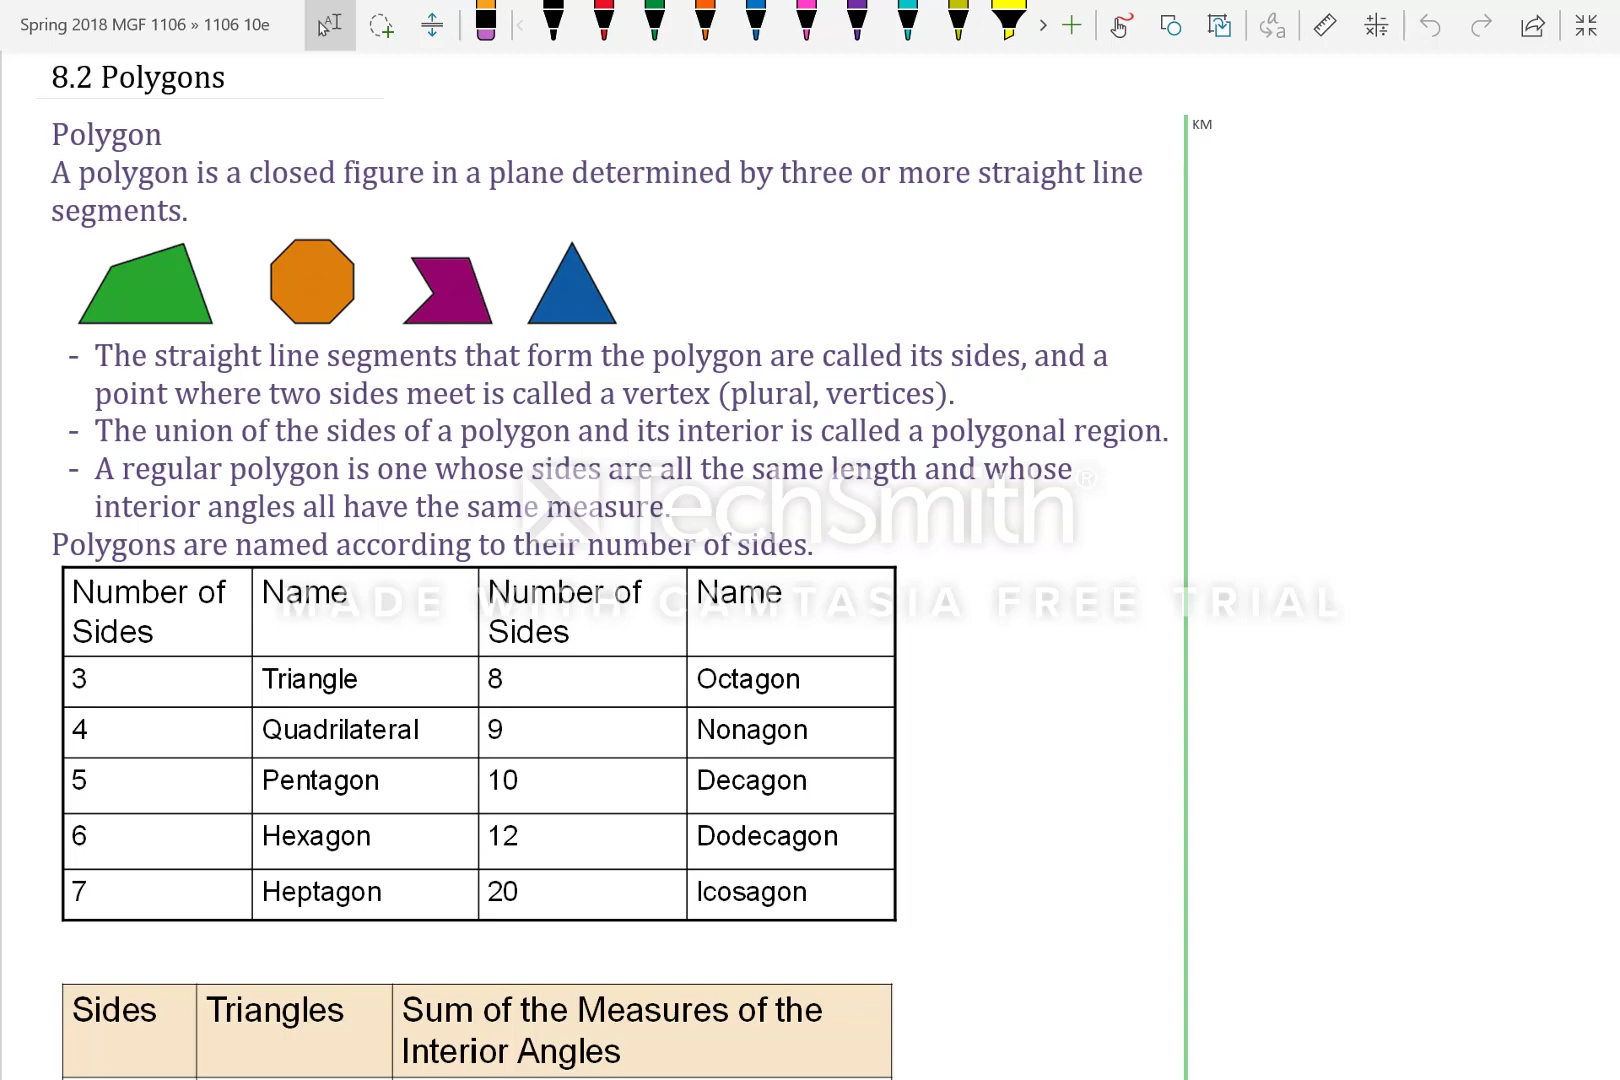 Spring 2018 MGF 1106 » 1106 10e
8.2 Polygons
KM
Polygon
A polygon is a closed figure in a plane determined by three or more straight line
segments.
- The straight line segments that form the polygon are called its sides, and a
point where two sides meet is called a vertex (plural, vertices).
- The union of the sides of a polygon and its interior is called a polygonal region.
- A regular polygon is one whose sides are all the same length and whose
interior angles all have the same measure.
TechSmith®
Polygons are named according to their number of sides.
MADE WITH CAMTASIA FREE TRIAL
Number of Sides Name Number of Sides Name
3 Triangle 8 Octagon
4 Quadrilateral 9 Nonagon
5 Pentagon 10 Decagon
6 Hexagon 12 Dodecagon
7 Heptagon 20 Icosagon
Sides Triangles Sum of the Measures of the
Interior Angles